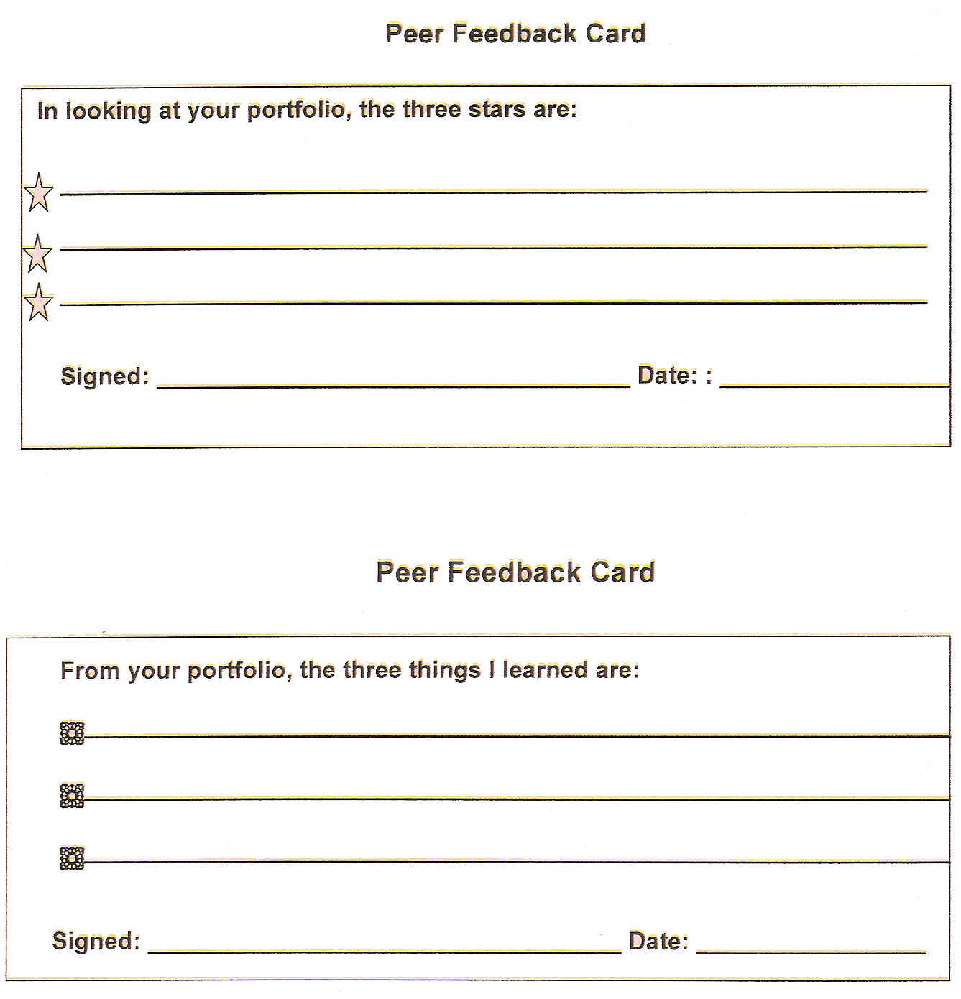 Peer Feedback Card
In looking at your portfolio, the three stars are:
Signed: Date: :
Peer Feedback Card
From your portfolio, the three things I learned are:
Signed: Date: